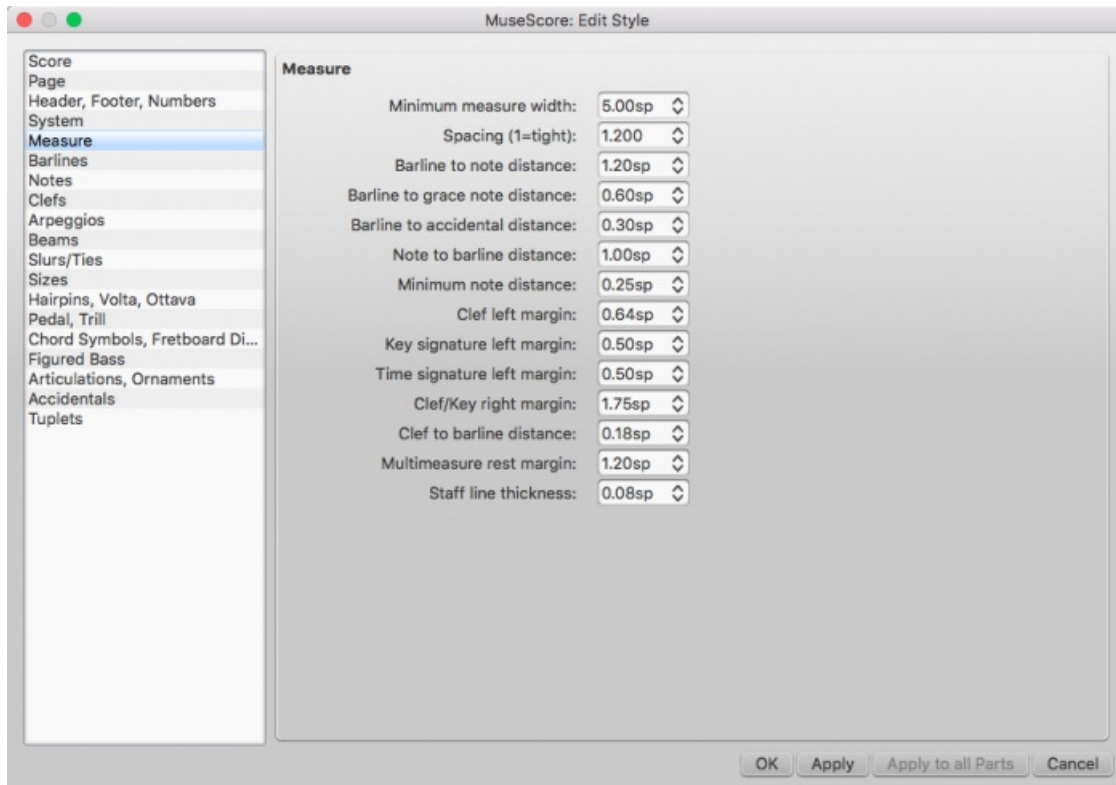 MuseScore: Edit Style
Score
Page
Header, Footer, Numbers
System
Measure
Barlines
Notes
Clefs
Arpeggios
Beams
Slurs/Ties
Sizes
Hairpins, Volta, Ottava
Pedal, Trill
Chord Symbols, Fretboard Di...
Figured Bass
Articulations, Ornaments
Accidentals
Tuplets
Measure
Minimum measure width: 5.00sp
Spacing (1=tight): 1.200
Barline to note distance: 1.20sp
Barline to grace note distance: 0.60sp
Barline to accidental distance: 0.30sp
Note to barline distance: 1.00sp
Minimum note distance: 0.25sp
Clef left margin: 0.64sp
Key signature left margin: 0.50sp
Time signature left margin: 0.50sp
Clef/Key right margin: 1.75sp
Clef to barline distance: 0.18sp
Multimeasure rest margin: 1.20sp
Staff line thickness: 0.08sp
OK Apply Apply to all Parts Cancel